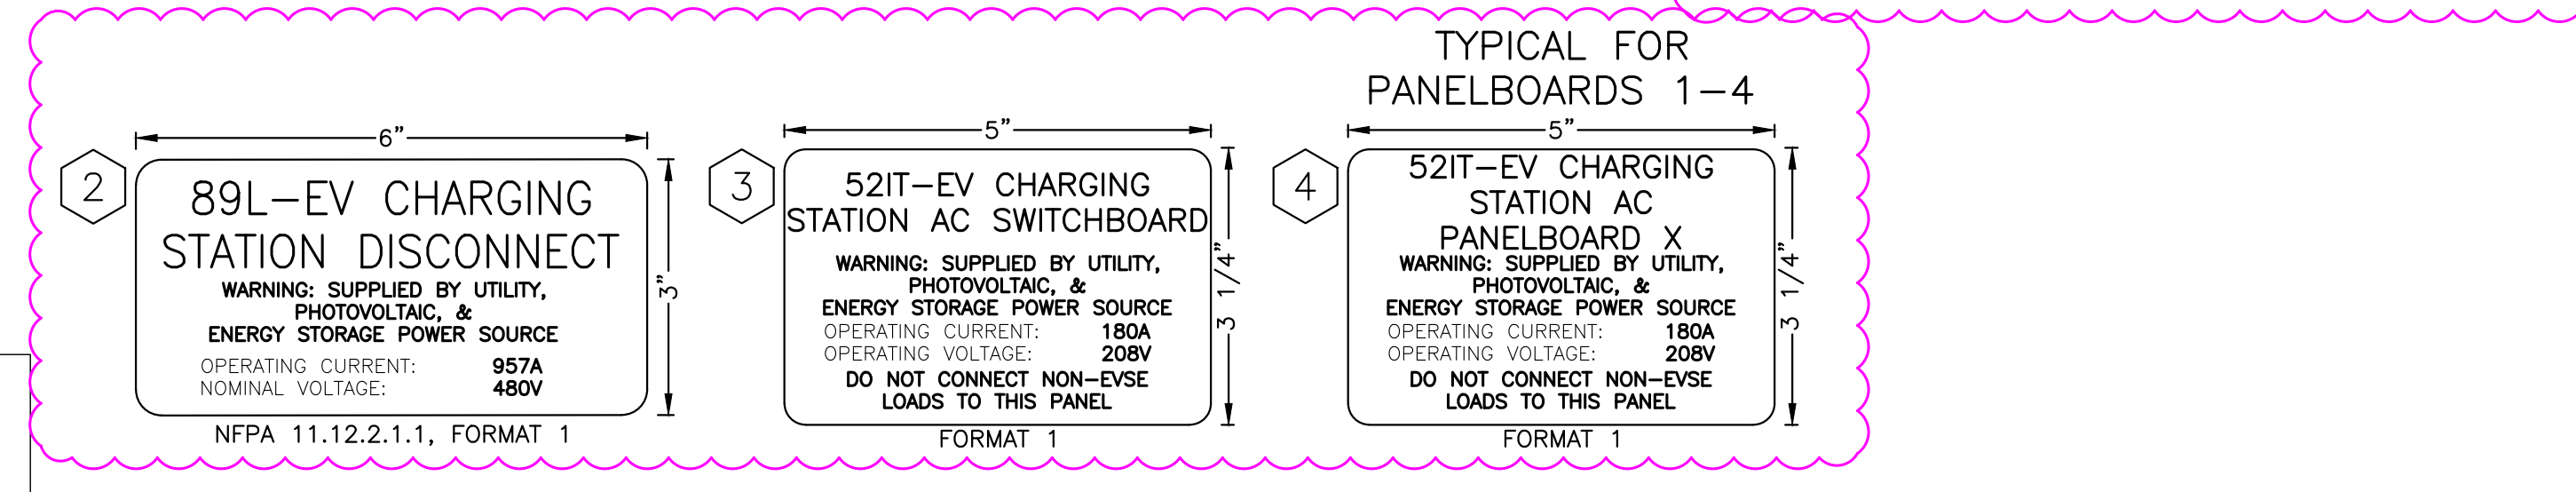 TYPICAL FOR
PANELBOARDS 1-4
6"
2
89L-EV CHARGING
STATION DISCONNECT
WARNING: SUPPLIED BY UTILITY,
PHOTOVOLTAIC, &
ENERGY STORAGE POWER SOURCE
OPERATING CURRENT: 957A
NOMINAL VOLTAGE: 480V
3"
NFPA 11.12.2.1.1, FORMAT 1
5"
3
52IT-EV CHARGING
STATION AC SWITCHBOARD
WARNING: SUPPLIED BY UTILITY,
PHOTOVOLTAIC, &
ENERGY STORAGE POWER SOURCE
OPERATING CURRENT: 180A
OPERATING VOLTAGE: 208V
DO NOT CONNECT NON-EVSE
LOADS TO THIS PANEL
3 1/4"
FORMAT 1
5"
4
52IT-EV CHARGING
STATION AC
PANELBOARD X
WARNING: SUPPLIED BY UTILITY,
PHOTOVOLTAIC, &
ENERGY STORAGE POWER SOURCE
OPERATING CURRENT: 180A
OPERATING VOLTAGE: 208V
DO NOT CONNECT NON-EVSE
LOADS TO THIS PANEL
3 1/4"
FORMAT 1